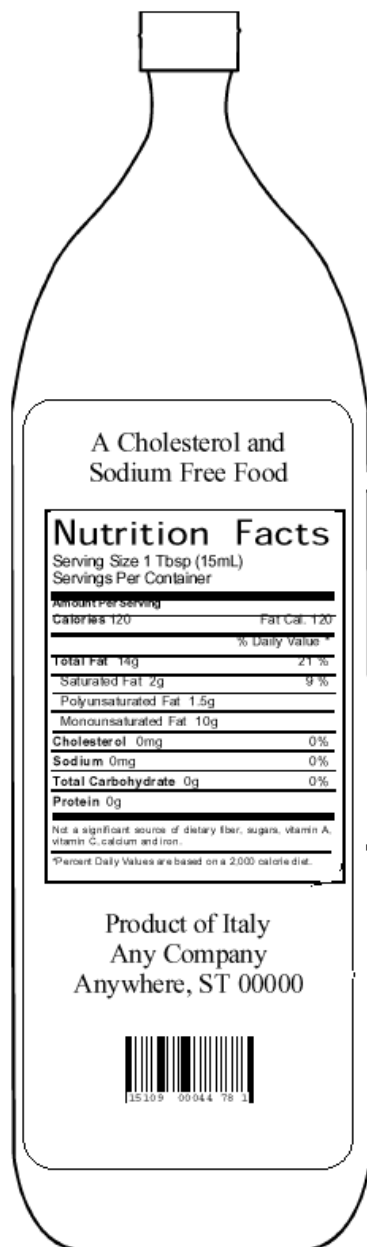 A Cholesterol and
Sodium Free Food
Nutrition Facts
Serving Size 1 Tbsp (15mL)
Servings Per Container
Amount Per Serving
Calories 120 Fat Cal. 120
% Daily Value *
Total Fat 14g 21 %
Saturated Fat 2g 9 %
Polyunsaturated Fat 1.5g
Monounsaturated Fat 10g
Cholesterol 0mg 0%
Sodium 0mg 0%
Total Carbohydrate 0g 0%
Protein 0g
Not a significant source of dietary fiber, sugars, vitamin A,
vitamin C, calcium and iron.
*Percent Daily Values are based on a 2,000 calorie diet.
Product of Italy
Any Company
Anywhere, ST 00000
15109 00044 78 1